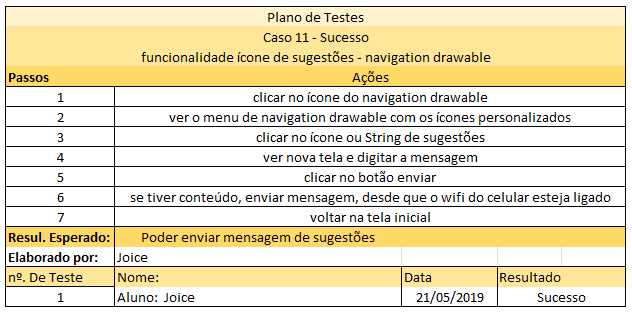 Plano de Testes
Caso 11 - Sucesso
funcionalidade ícone de sugestões - navigation drawable
Passos Ações
1 clicar no ícone do navigation drawable
2 ver o menu de navigation drawable com os ícones personalizados
3 clicar no ícone ou String de sugestões
4 ver nova tela e digitar a mensagem
5 clicar no botão enviar
6 se tiver conteúdo, enviar mensagem, desde que o wifi do celular esteja ligado
7 voltar na tela inicial
Resul. Esperado: Poder enviar mensagem de sugestões
Elaborado por: Joice
nº. De Teste Nome: Data Resultado
1 Aluno: Joice 21/05/2019 Sucesso